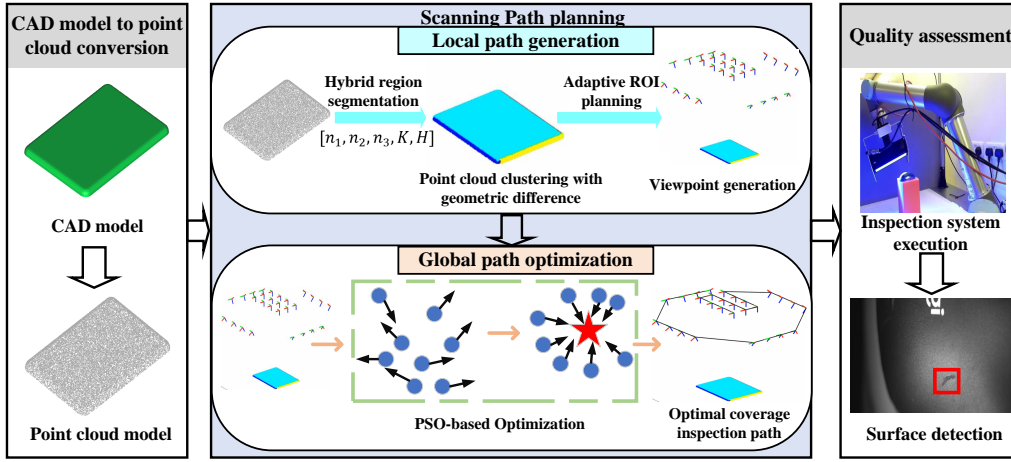 CAD model to point
cloud conversion
CAD model
Point cloud model
Scanning Path planning
Local path generation
Hybrid region
segmentation
[n₁, n₂, n₃, K, H]
Point cloud clustering with
geometric difference
Adaptive ROI
planning
Viewpoint generation
Global path optimization
PSO-based Optimization
Optimal coverage
inspection path
Quality assessment
Inspection system
execution
Surface detection